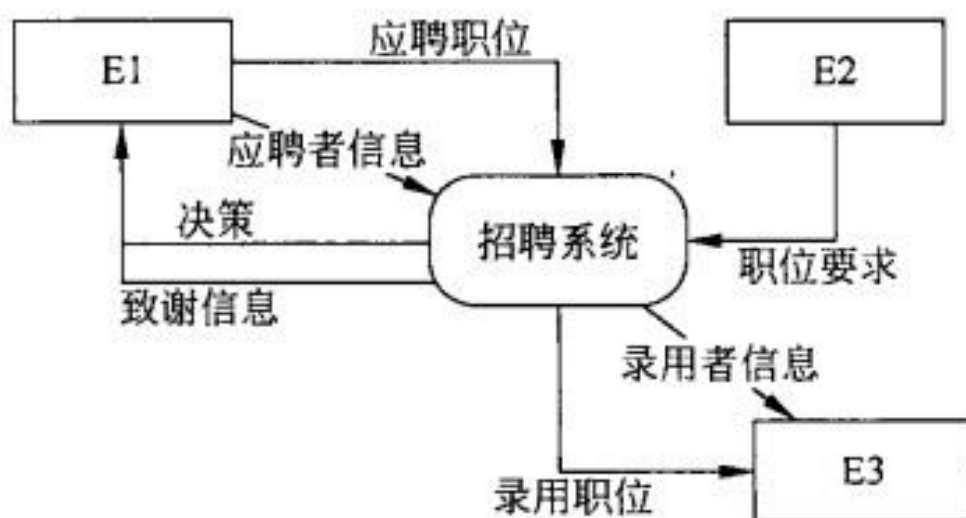 E1
应聘职位
E2
应聘者信息
决策
招聘系统
职位要求
致谢信息
录用者信息
录用职位
E3